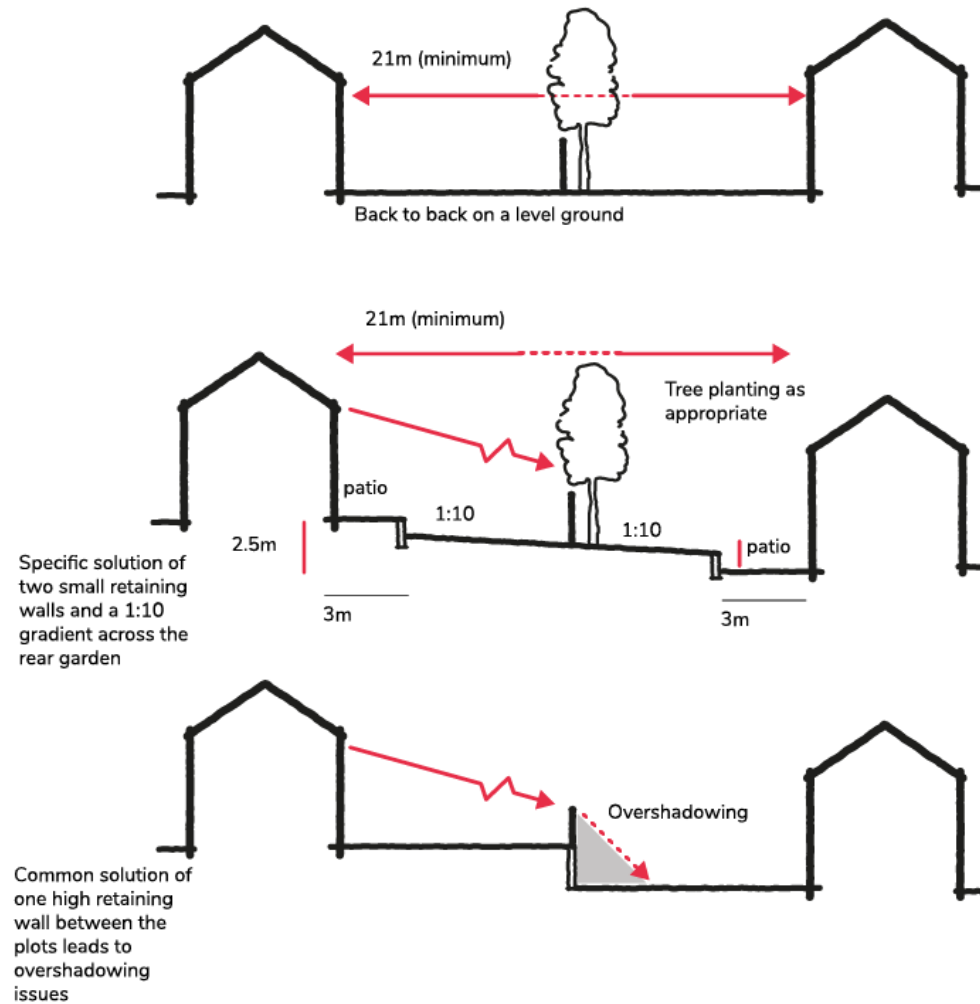 21m (minimum)
Back to back on a level ground
21m (minimum)
Tree planting as
appropriate
patio
1:10
1:10
patio
2.5m
Specific solution of
two small retaining
walls and a 1:10
gradient across the
rear garden
3m
3m
Overshadowing
Common solution of
one high retaining
wall between the
plots leads to
overshadowing
issues